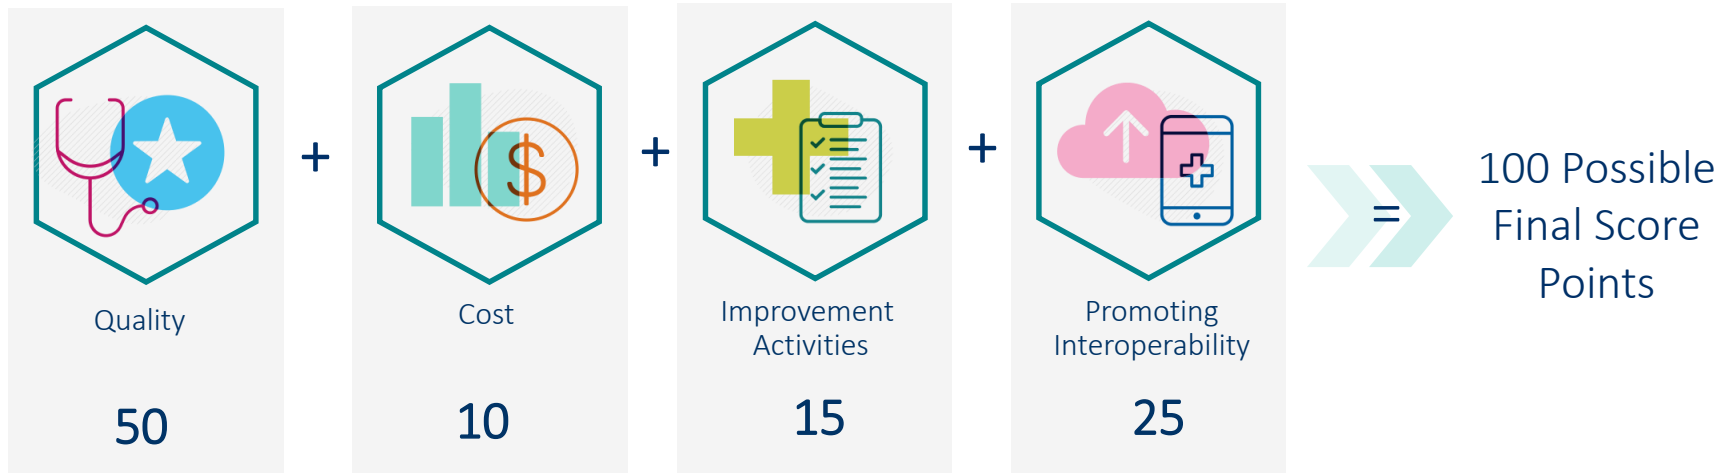 Quality
50
+
Cost
10
+
Improvement
Activities
15
+
Promoting
Interoperability
25
=
100 Possible
Final Score
Points